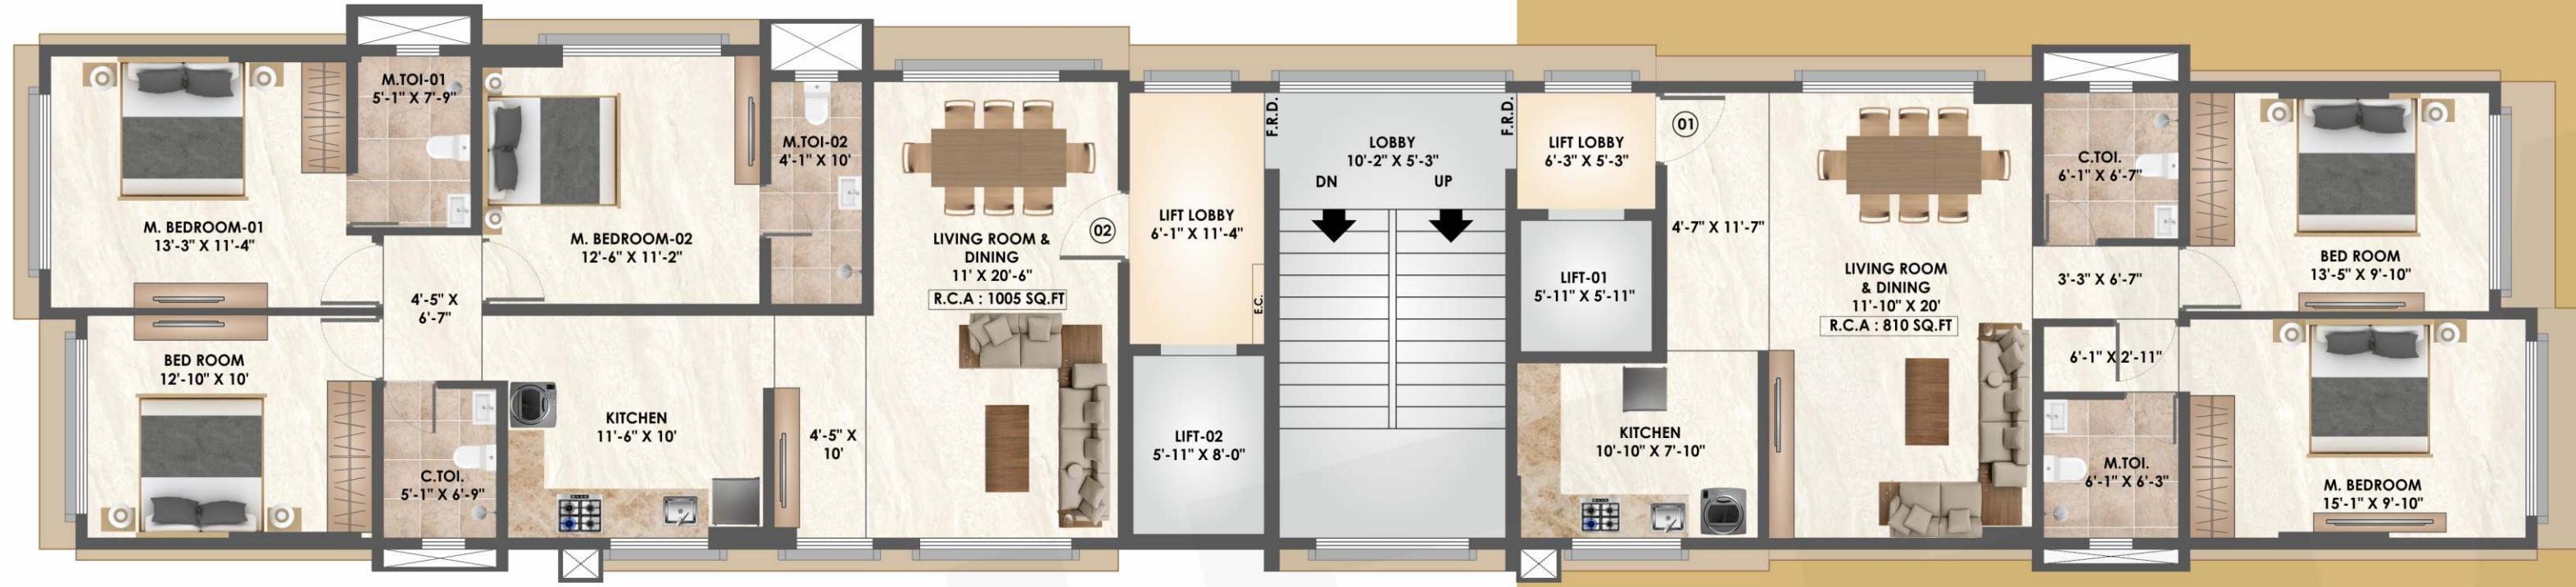 M. BEDROOM-01
13'-3" X 11'-4"
M.TOI-01
5'-1" X 7'-9"
M. BEDROOM-02
12'-6" X 11'-2"
M.TOI-02
4'-1" X 10'
BED ROOM
12'-10" X 10'
4'-5" X
6'-7"
C.TOI.
5'-1" X 6'-9"
KITCHEN
11'-6" X 10'
4'-5" X
10'
LIVING ROOM &
DINING
11' X 20'-6"
R.C.A : 1005 SQ.FT
02
LIFT LOBBY
6'-1" X 11'-4"
E.C.
LIFT-02
5'-11" X 8'-0"
F.R.D.
LOBBY
10'-2" X 5'-3"
DN
UP
F.R.D.
LIFT LOBBY
6'-3" X 5'-3"
LIFT-01
5'-11" X 5'-11"
01
4'-7" X 11'-7"
KITCHEN
10'-10" X 7'-10"
LIVING ROOM
& DINING
11'-10" X 20'
R.C.A : 810 SQ.FT
C.TOI.
6'-1" X 6'-7"
3'-3" X 6'-7"
6'-1" X 2'-11"
M.TOI.
6'-1" X 6'-3"
BED ROOM
13'-5" X 9'-10"
M. BEDROOM
15'-1" X 9'-10"